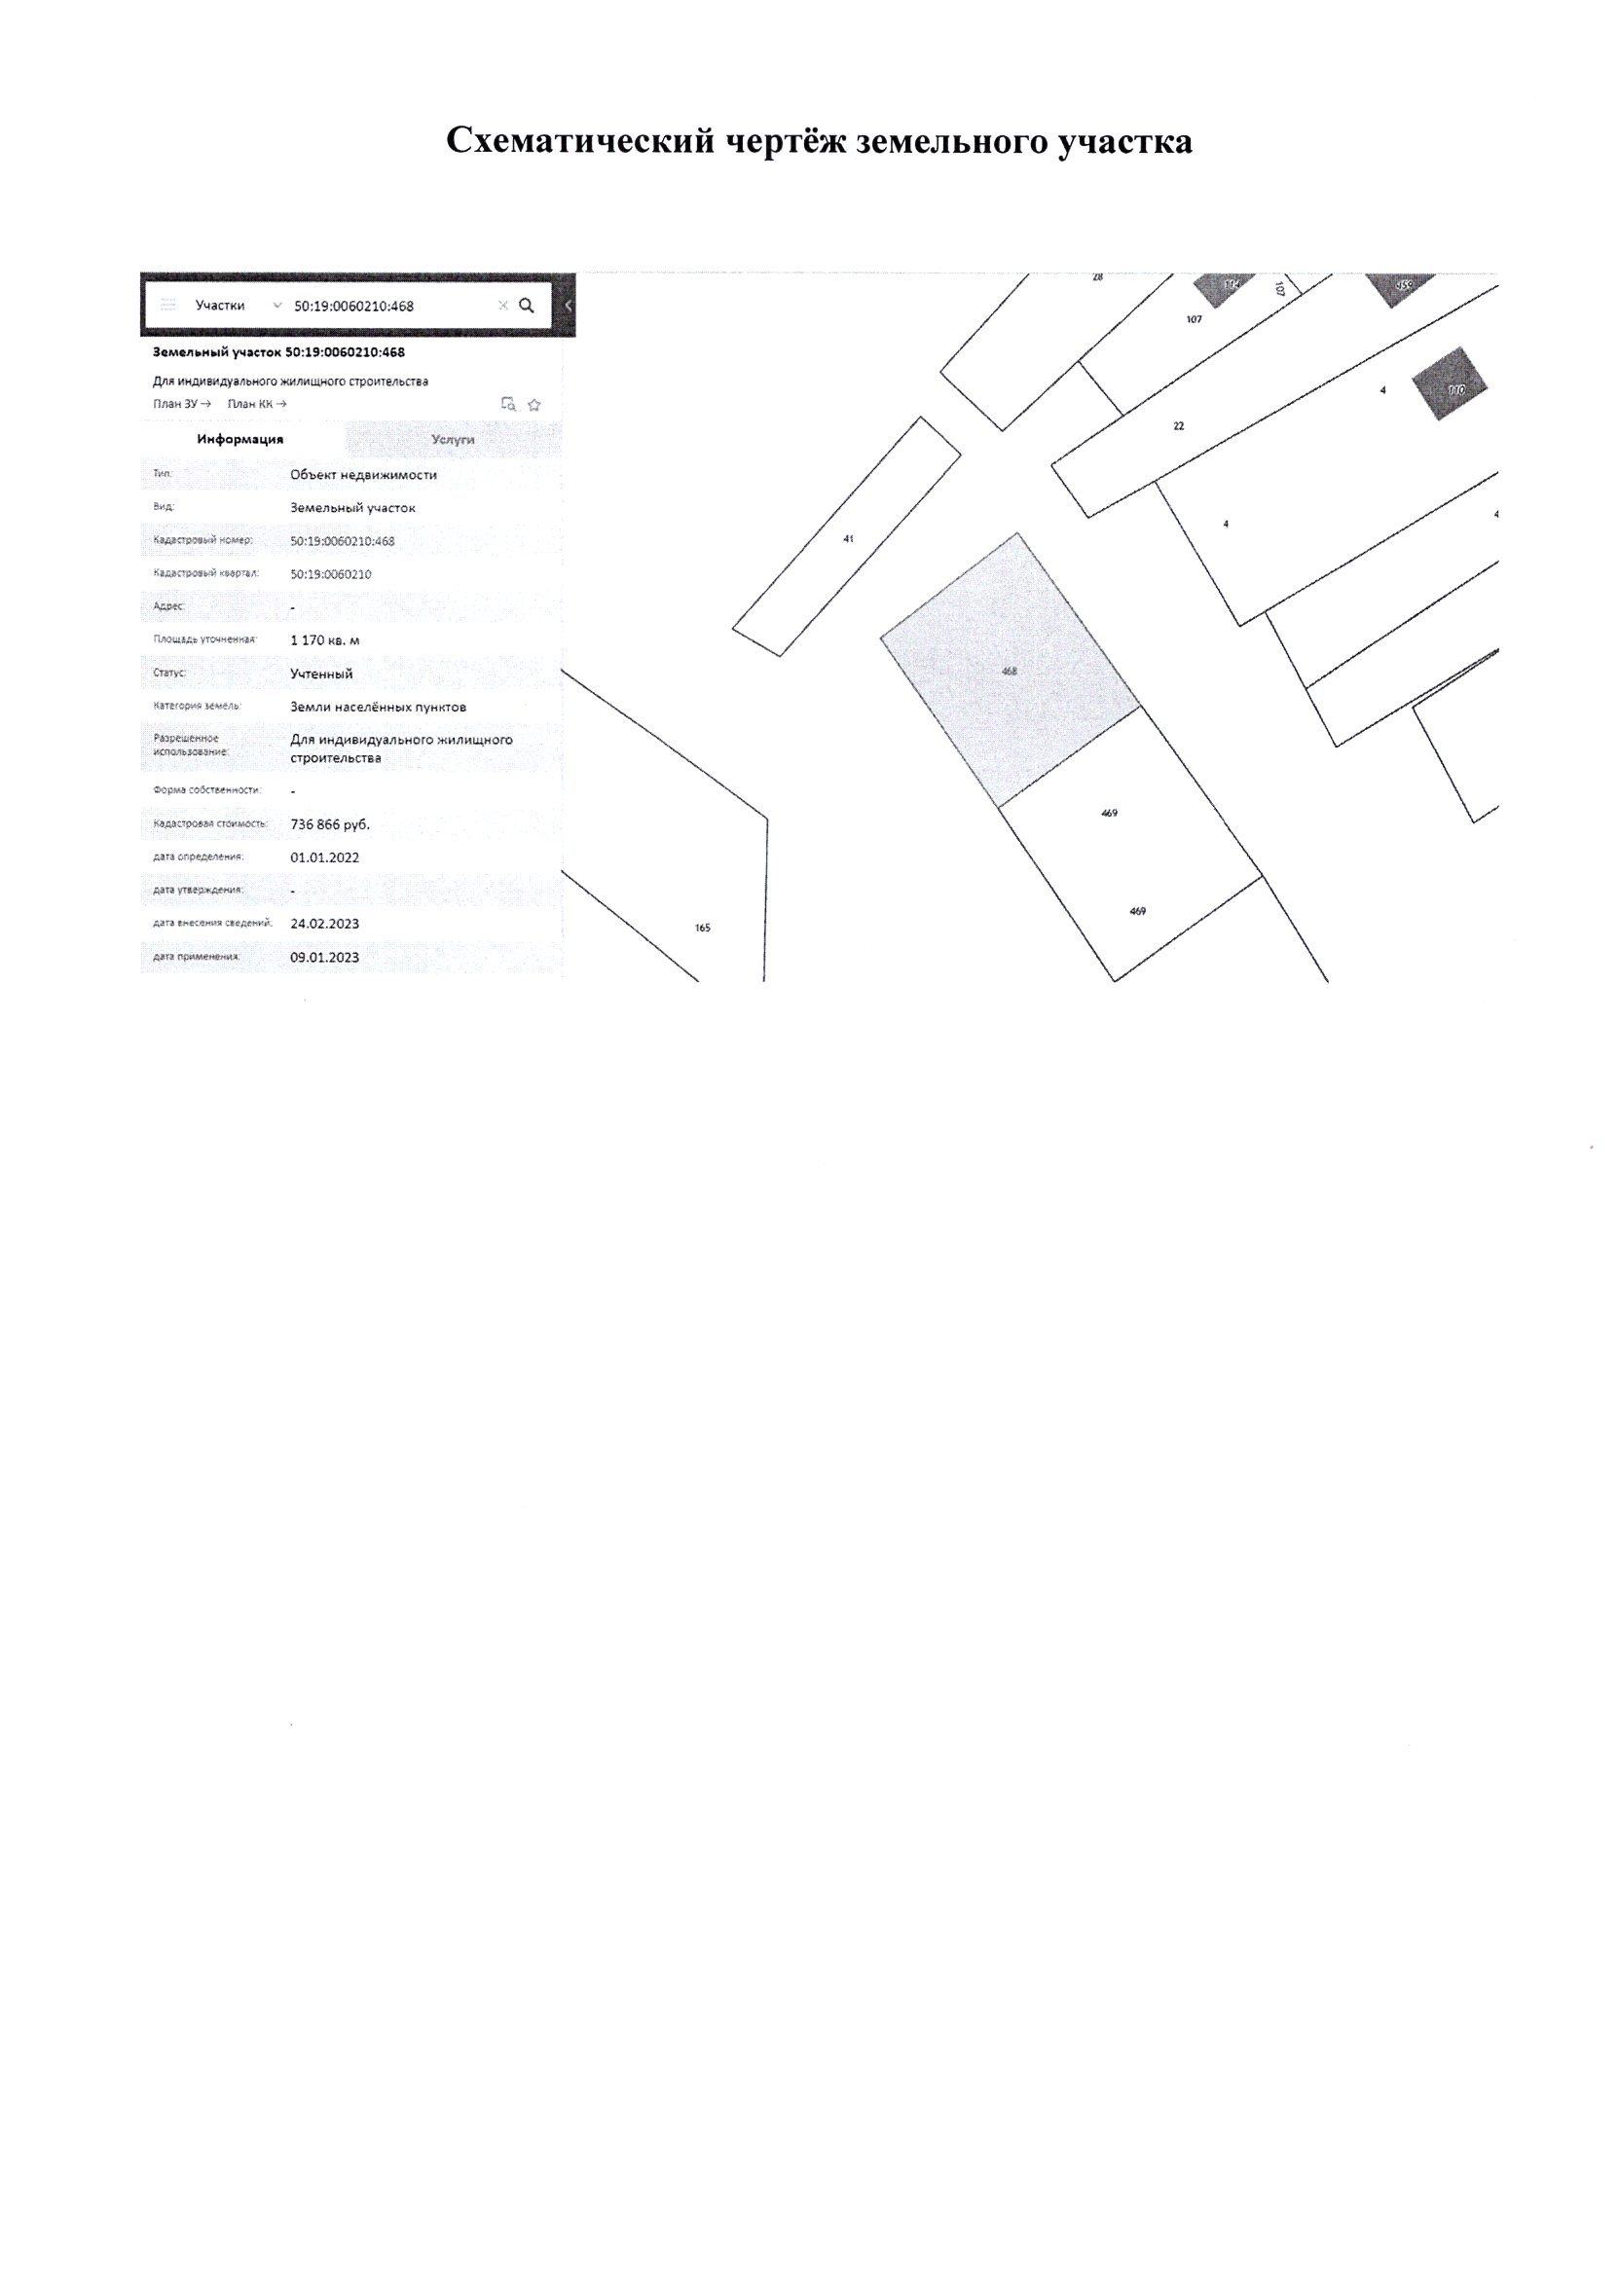 Схематический чертёж земельного участка
Участки 50:19:0060210:468
Земельный участок 50:19:0060210:468
Для индивидуального жилищного строительства
План ЗУ → План КК →
Информация Услуги
Тип: Объект недвижимости
Вид: Земельный участок
Кадастровый номер: 50:19:0060210:468
Кадастровый квартал: 50:19:0060210
Адрес: -
Площадь уточненная: 1 170 кв. м
Статус: Учтенный
Категория земель: Земли населённых пунктов
Разрешенное использование: Для индивидуального жилищного
строительства
Форма собственности: -
Кадастровая стоимость: 736 866 руб.
дата определения: 01.01.2022
дата утверждения: -
дата внесения сведений: 24.02.2023
дата применения: 09.01.2023
28
114
107
107
459
4
110
22
4
4
41
468
469
469
165